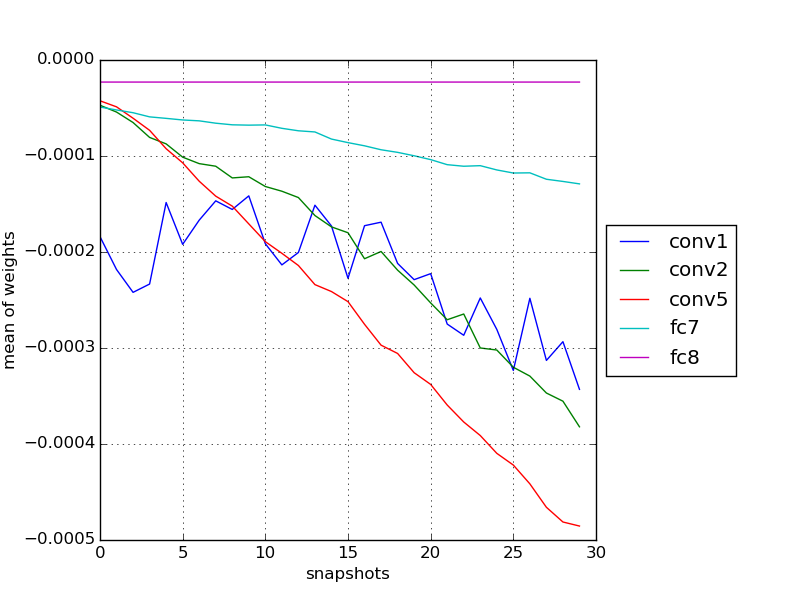 0.0000
−0.0001
−0.0002
−0.0003
−0.0004
−0.0005
mean of weights
0 5 10 15 20 25 30
snapshots
conv1
conv2
conv5
fc7
fc8